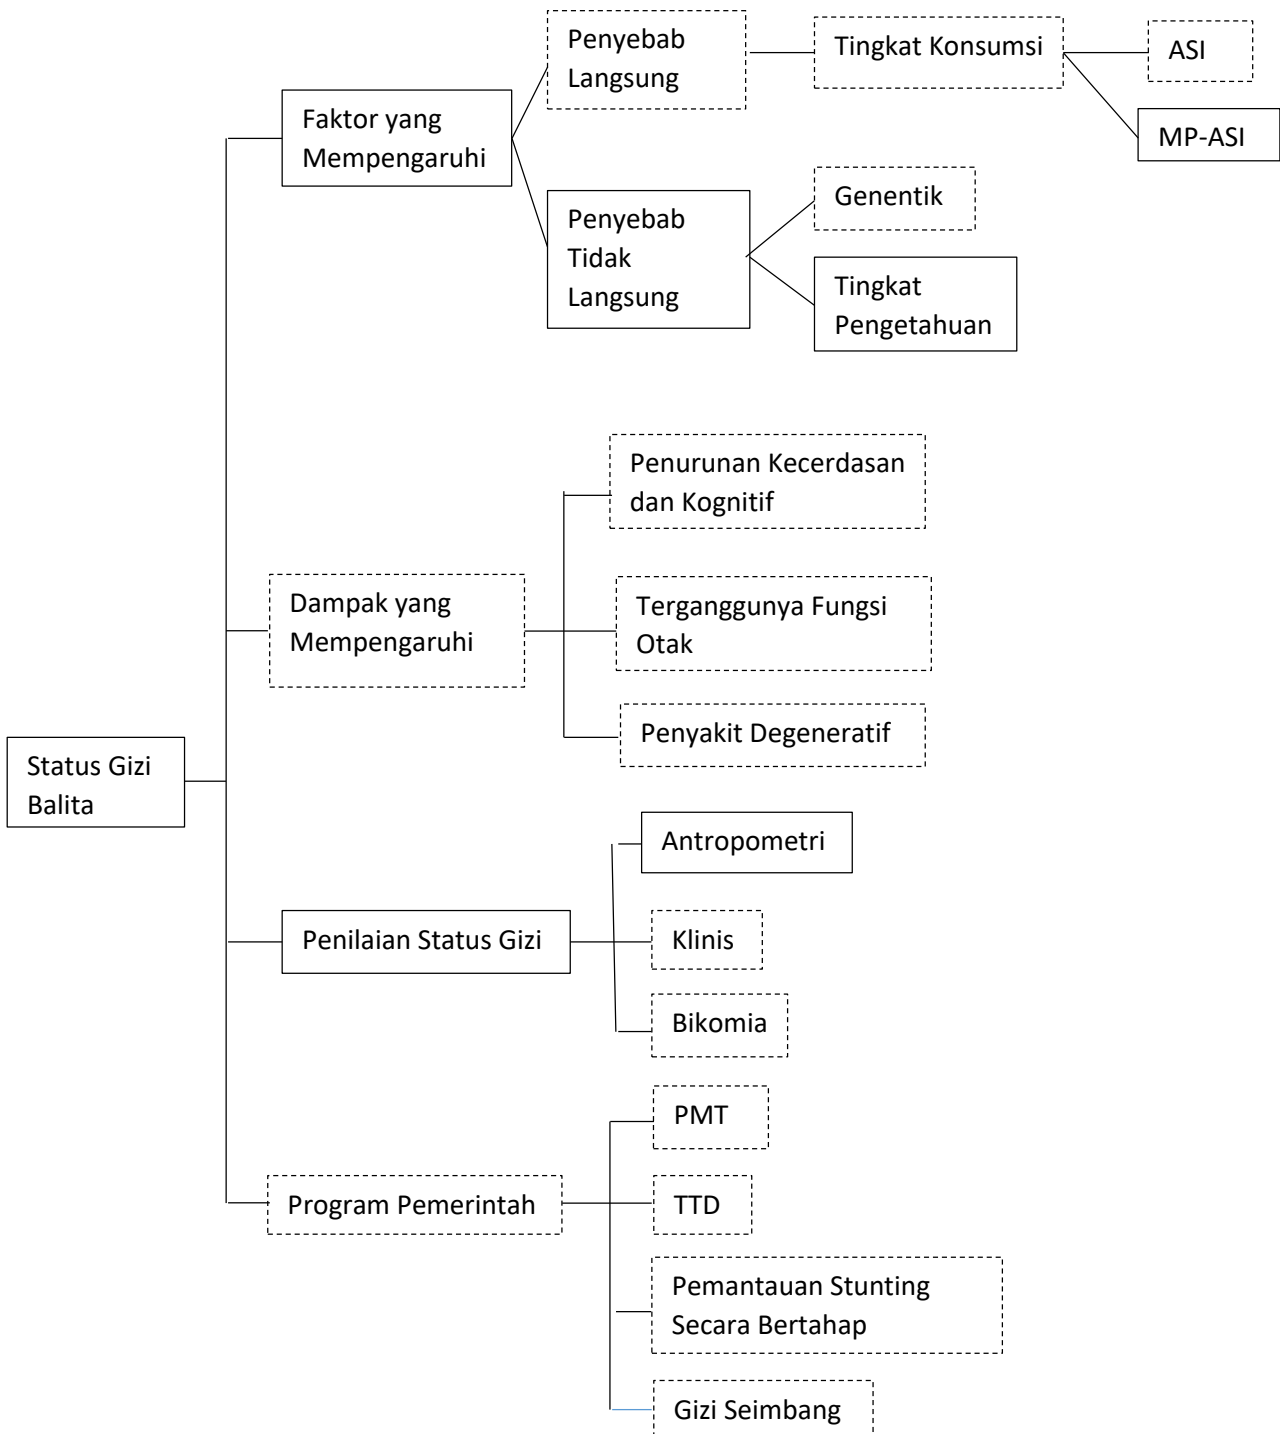 Penyebab
Langsung
Tingkat Konsumsi
ASI
MP-ASI
Faktor yang
Mempengaruhi
Penyebab
Tidak
Langsung
Genentik
Tingkat
Pengetahuan
Penurunan Kecerdasan
dan Kognitif
Dampak yang
Mempengaruhi
Terganggunya Fungsi
Otak
Penyakit Degeneratif
Status Gizi
Balita
Antropometri
Penilaian Status Gizi
Klinis
Bikomia
PMT
Program Pemerintah
TTD
Pemantauan Stunting
Secara Bertahap
Gizi Seimbang